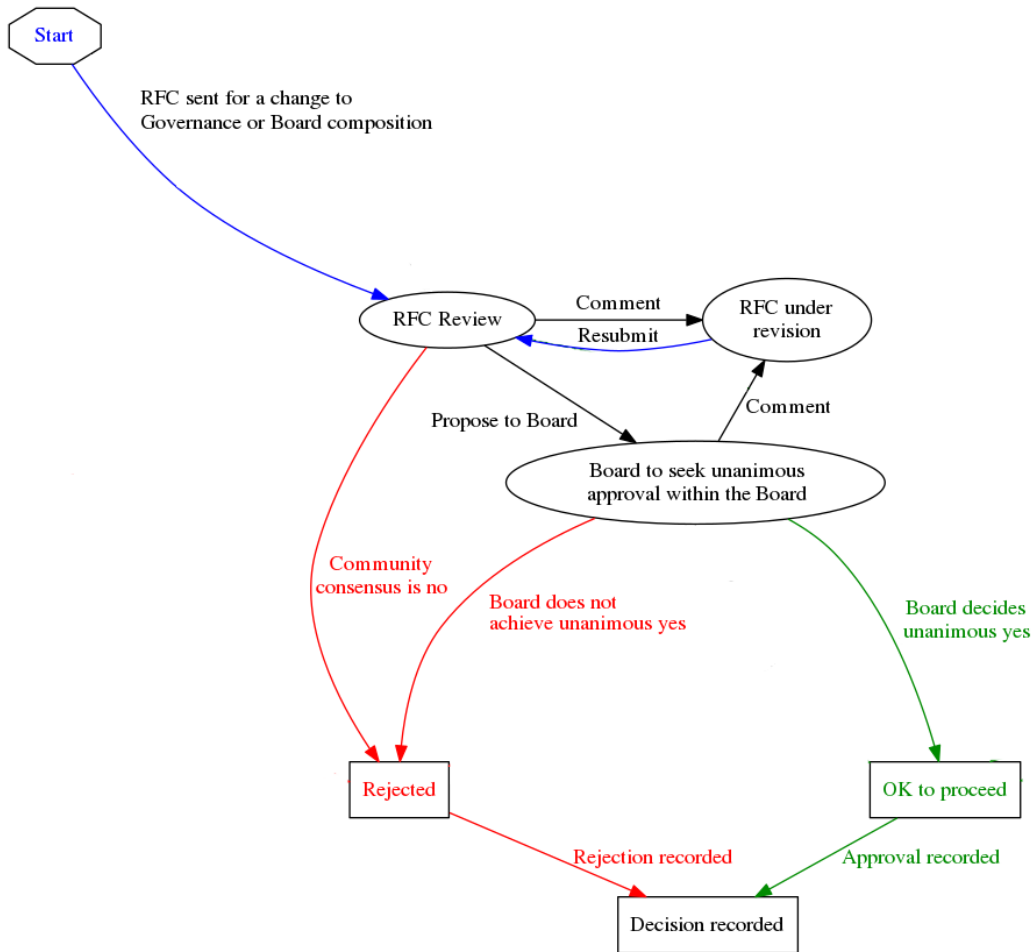 Start
RFC sent for a change to
Governance or Board composition
RFC Review
Comment
Resubmit
RFC under
revision
Propose to Board
Comment
Board to seek unanimous
approval within the Board
Community
consensus is no
Board does not
achieve unanimous yes
Board decides
unanimous yes
Rejected
OK to proceed
Rejection recorded
Approval recorded
Decision recorded